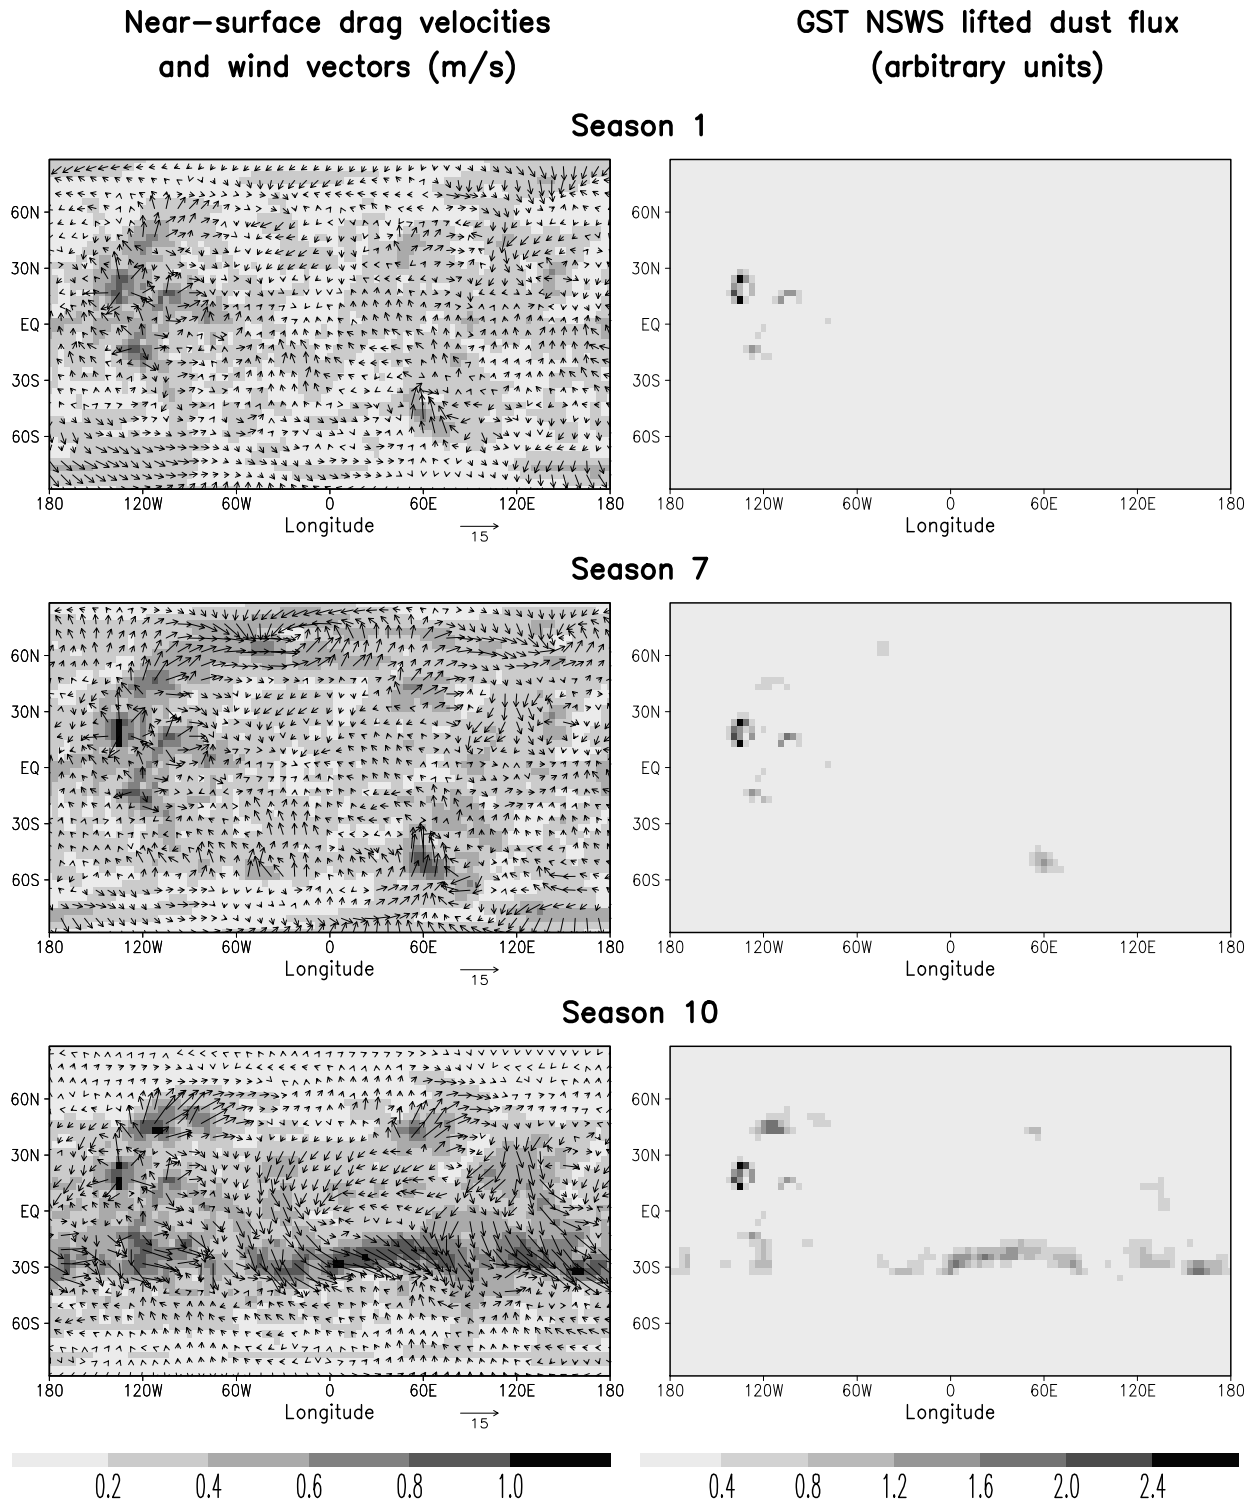 Near-surface drag velocities
and wind vectors (m/s)
GST NSWS lifted dust flux
(arbitrary units)
Season 1
60N
30N
EQ
30S
60S
180 120W 60W 0 60E 120E 180
Longitude
15
60N
30N
EQ
30S
60S
180 120W 60W 0 60E 120E 180
Longitude
Season 7
60N
30N
EQ
30S
60S
180 120W 60W 0 60E 120E 180
Longitude
15
60N
30N
EQ
30S
60S
180 120W 60W 0 60E 120E 180
Longitude
Season 10
60N
30N
EQ
30S
60S
180 120W 60W 0 60E 120E 180
Longitude
15
60N
30N
EQ
30S
60S
180 120W 60W 0 60E 120E 180
Longitude
0.2 0.4 0.6 0.8 1.0
0.4 0.8 1.2 1.6 2.0 2.4